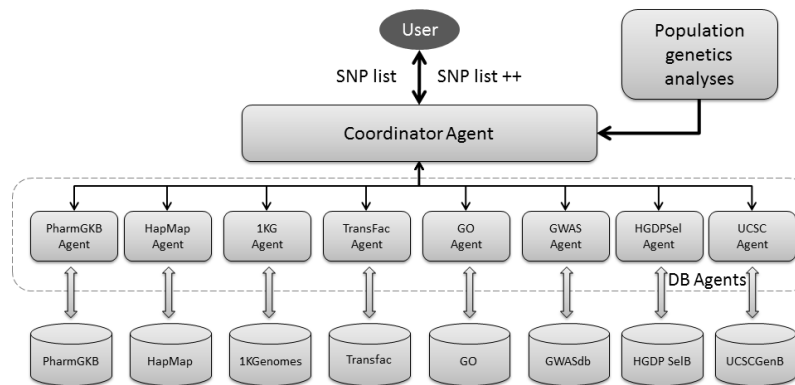 User
SNP list
SNP list ++
Population
genetics
analyses
Coordinator Agent
PharmGKB
Agent
HapMap
Agent
1KG
Agent
TransFac
Agent
GO
Agent
GWAS
Agent
HGDPSel
Agent
UCSC
Agent
DB Agents
PharmGKB
HapMap
1KGenomes
Transfac
GO
GWASdb
HGDP SelB
UCSCGenB